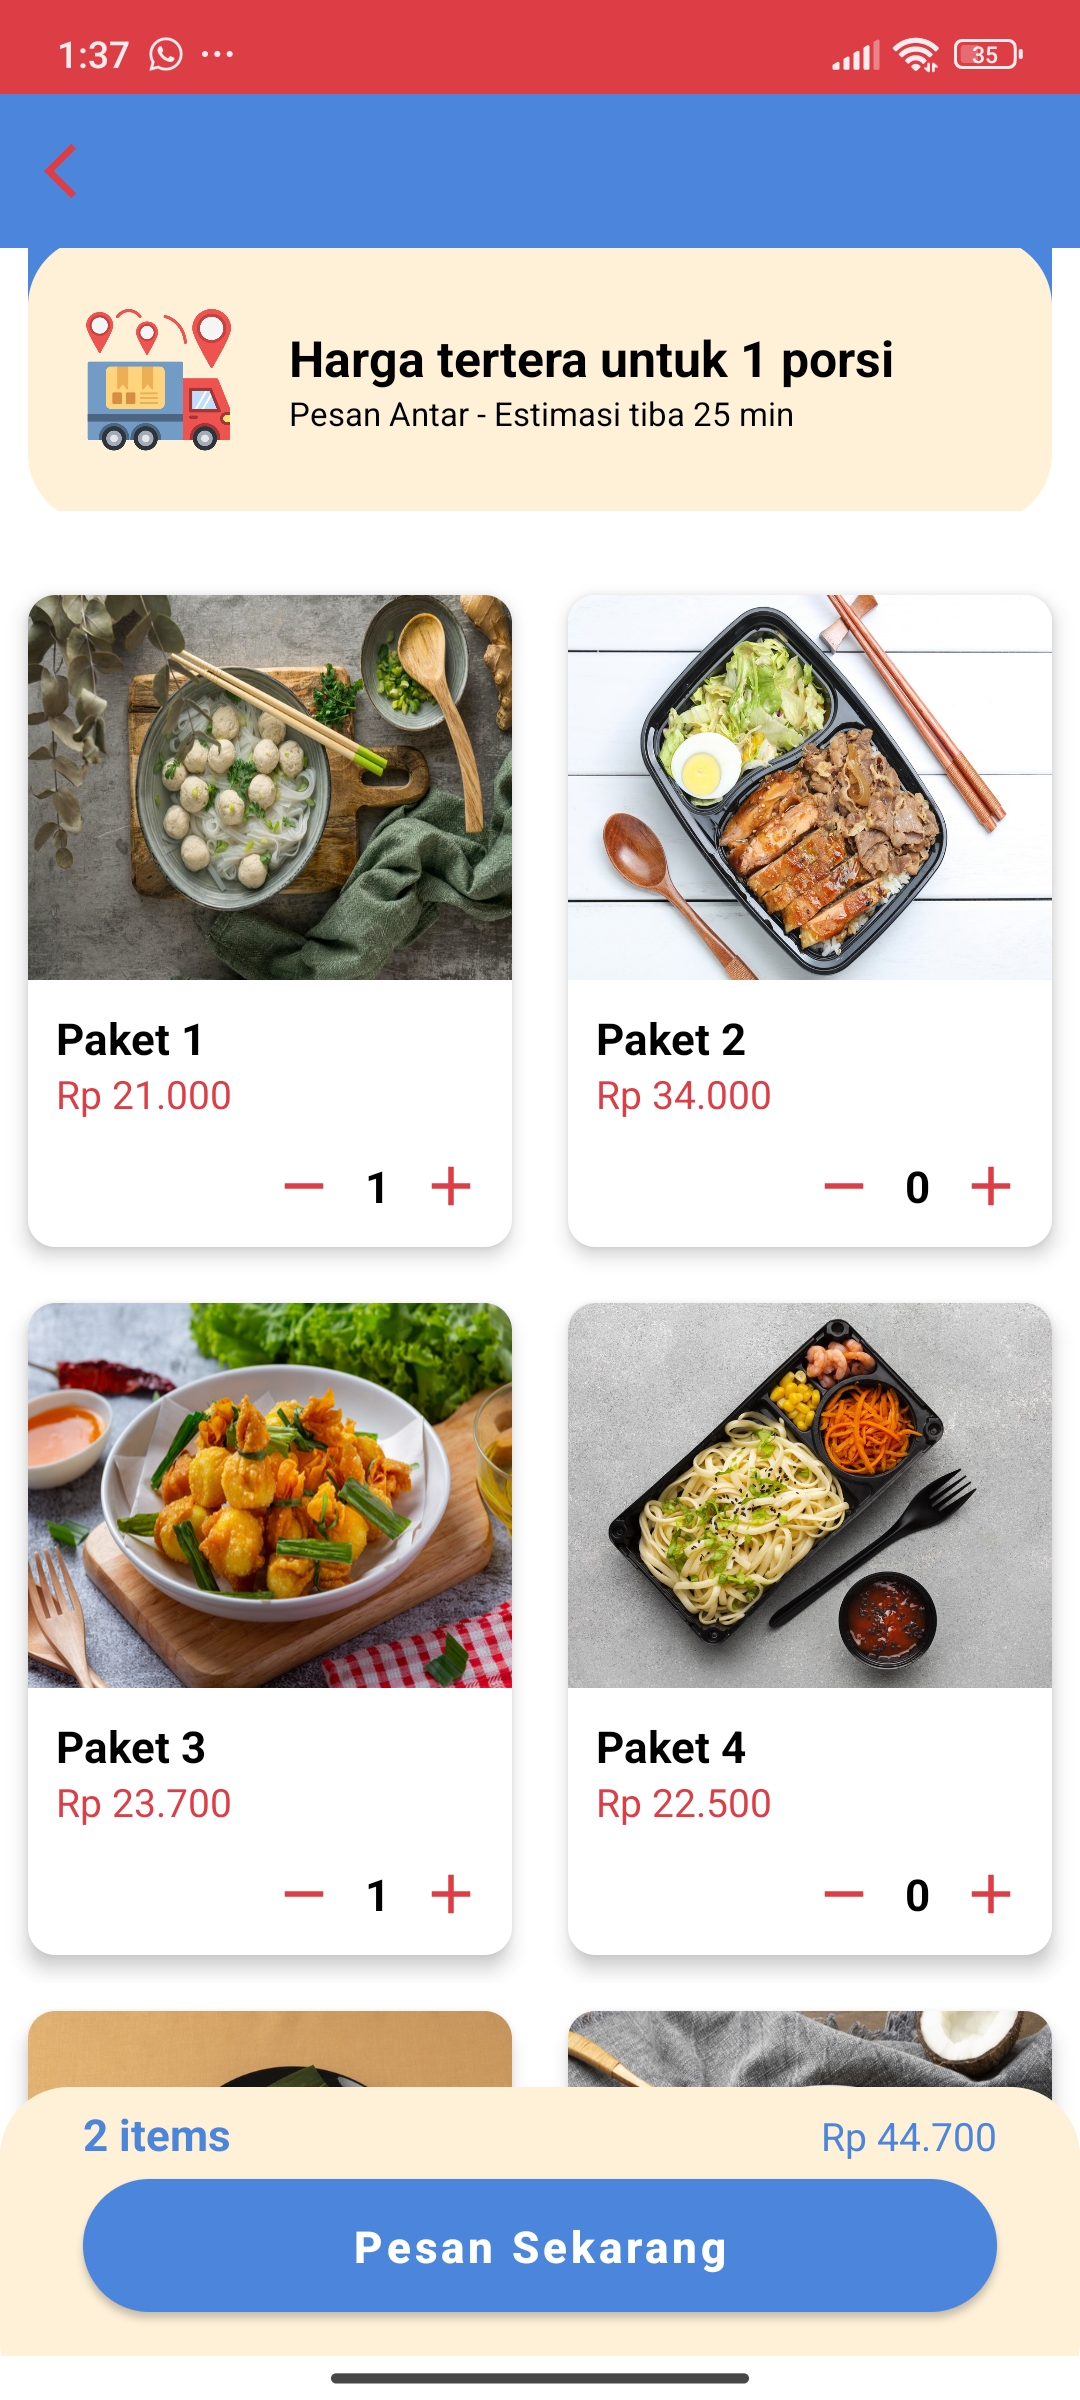 1:37
35
Harga tertera untuk 1 porsi
Pesan Antar - Estimasi tiba 25 min
Paket 1
Rp 21.000
1
Paket 2
Rp 34.000
0
Paket 3
Rp 23.700
1
Paket 4
Rp 22.500
0
2 items
Rp 44.700
Pesan Sekarang